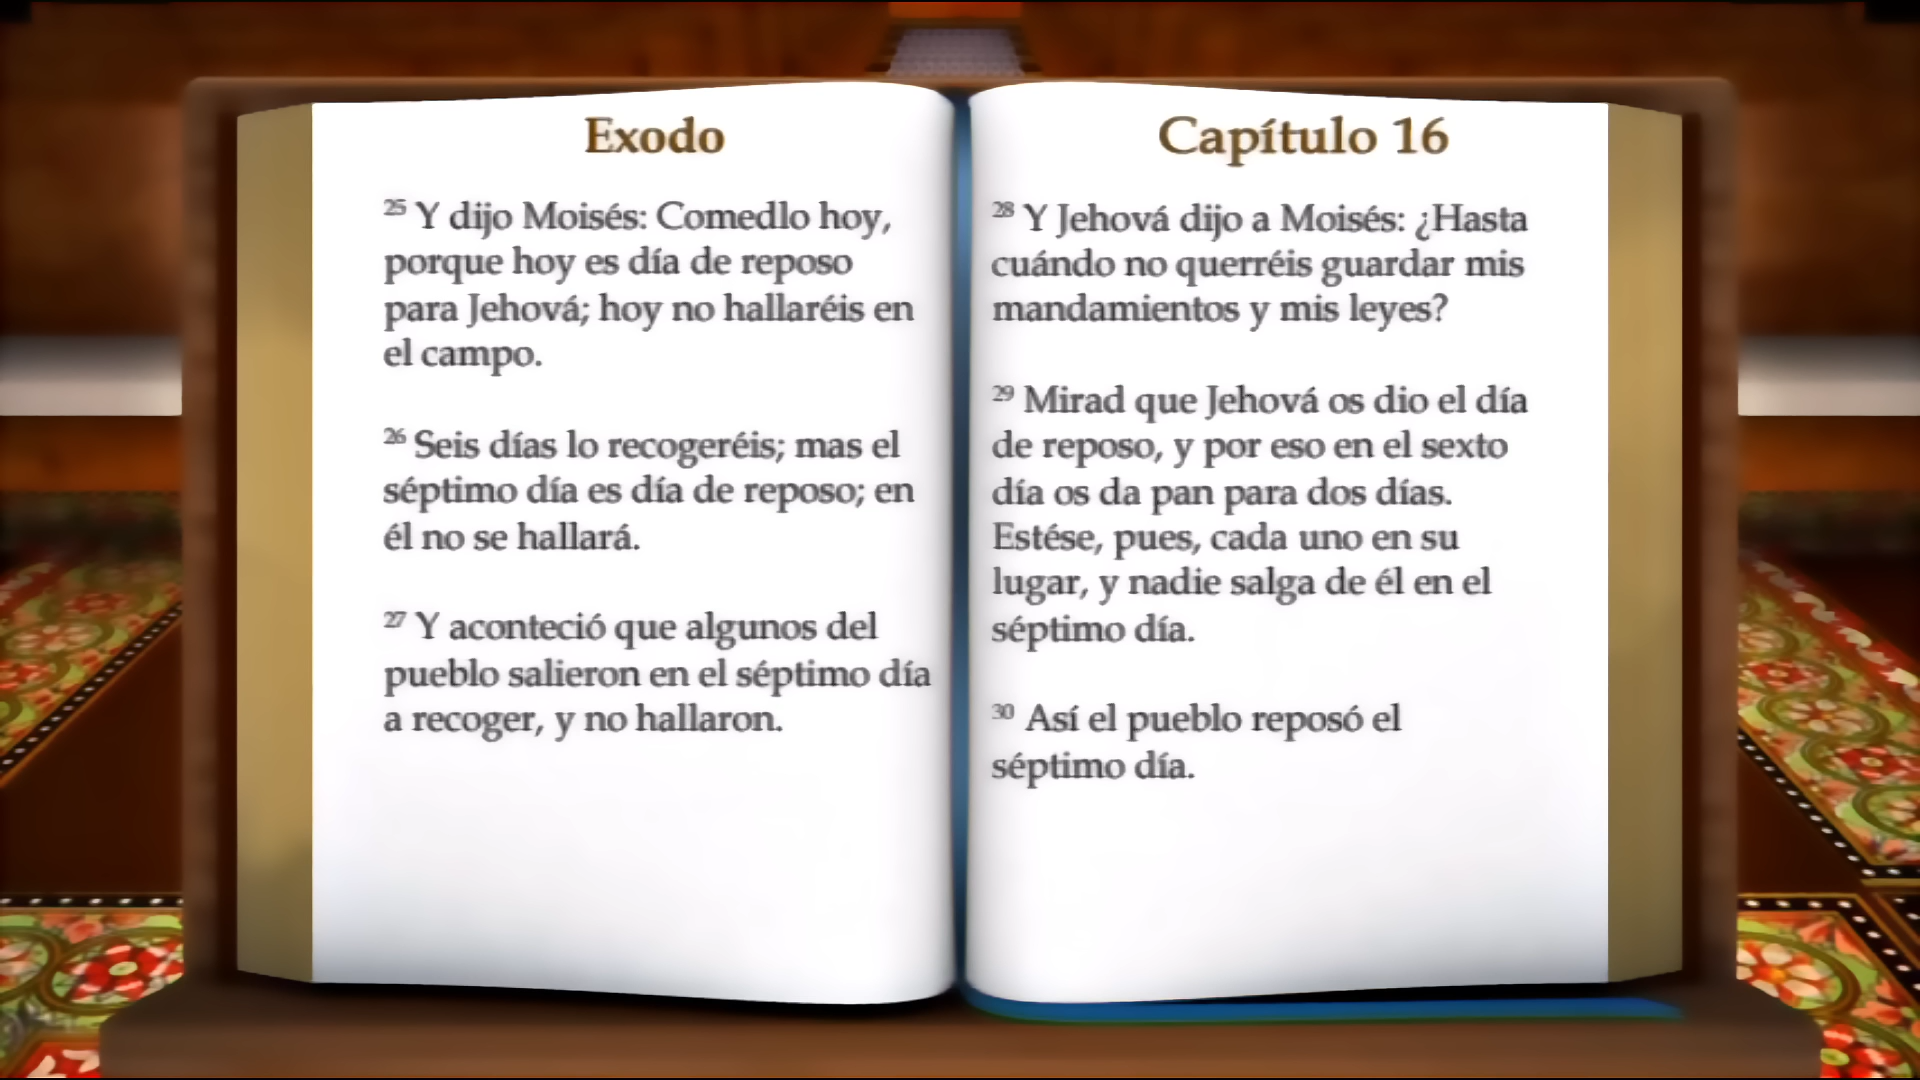 Exodo
25 Y dijo Moisés: Comedlo hoy,
porque hoy es día de reposo
para Jehová; hoy no hallaréis en
el campo.
26 Seis días lo recogeréis; mas el
séptimo día es día de reposo; en
él no se hallará.
27 Y aconteció que algunos del
pueblo salieron en el séptimo día
a recoger, y no hallaron.
Capítulo 16
28 Y Jehová dijo a Moisés: ¿Hasta
cuándo no querréis guardar mis
mandamientos y mis leyes?
29 Mirad que Jehová os dio el día
de reposo, y por eso en el sexto
día os da pan para dos días.
Estése, pues, cada uno en su
lugar, y nadie salga de él en el
séptimo día.
30 Así el pueblo reposó el
séptimo día.